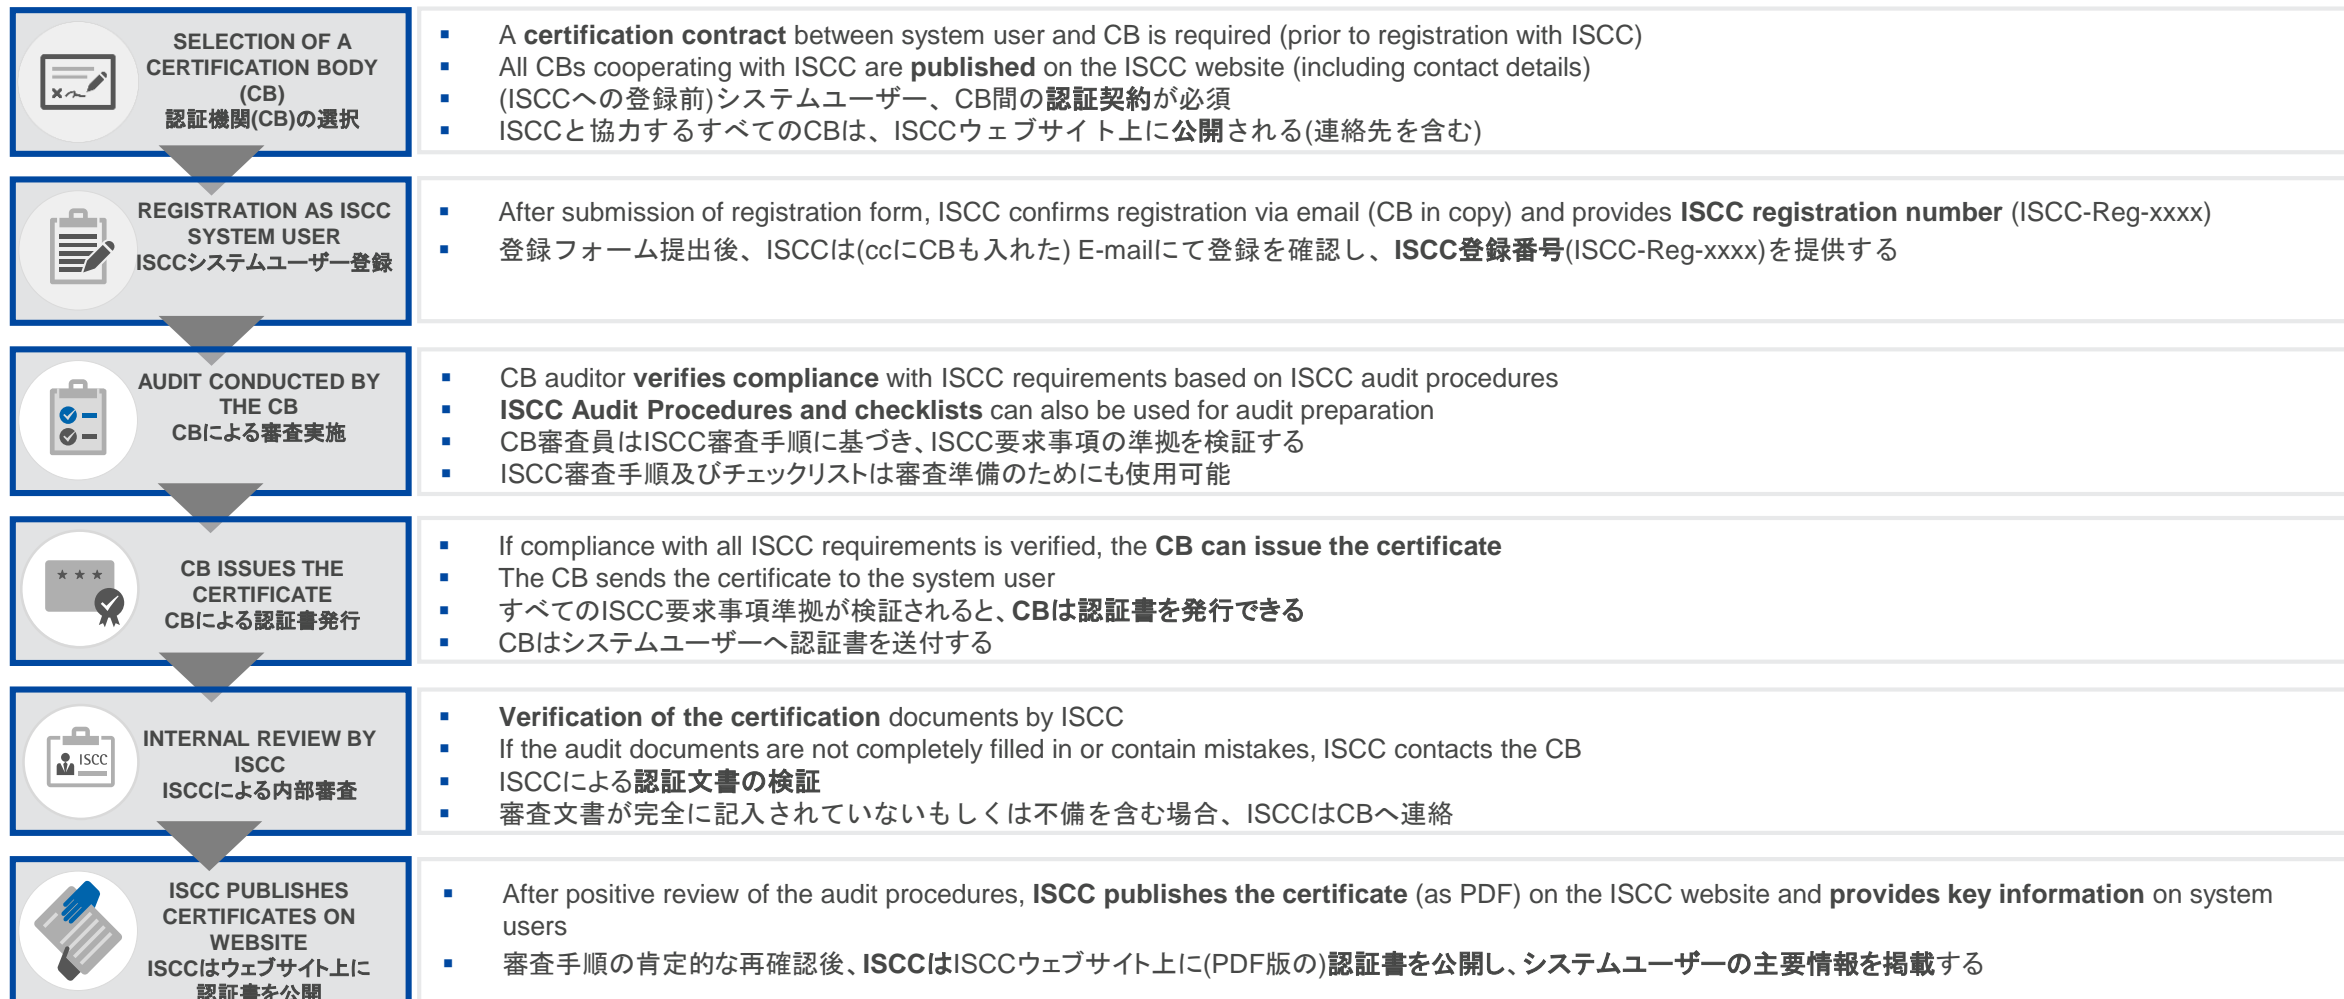 SELECTION OF A
CERTIFICATION BODY
(CB)
認証機関(CB)の選択
▪ A certification contract between system user and CB is required (prior to registration with ISCC)
▪ All CBs cooperating with ISCC are published on the ISCC website (including contact details)
▪ (ISCCへの登録前)システムユーザー、CB間の認証契約が必須
▪ ISCCと協力するすべてのCBは、ISCCウェブサイト上に公開される(連絡先を含む)
REGISTRATION AS ISCC
SYSTEM USER
ISCCシステムユーザー登録
▪ After submission of registration form, ISCC confirms registration via email (CB in copy) and provides ISCC registration number (ISCC-Reg-xxxx)
▪ 登録フォーム提出後、ISCCは(ccにCBも入れた) E-mailにて登録を確認し、ISCC登録番号(ISCC-Reg-xxxx)を提供する
AUDIT CONDUCTED BY
THE CB
CBによる審査実施
▪ CB auditor verifies compliance with ISCC requirements based on ISCC audit procedures
▪ ISCC Audit Procedures and checklists can also be used for audit preparation
▪ CB審査員はISCC審査手順に基づき、ISCC要求事項の準拠を検証する
▪ ISCC審査手順及びチェックリストは審査準備のためにも使用可能
CB ISSUES THE
CERTIFICATE
CBによる認証書発行
▪ If compliance with all ISCC requirements is verified, the CB can issue the certificate
▪ The CB sends the certificate to the system user
▪ すべてのISCC要求事項準拠が検証されると、CBは認証書を発行できる
▪ CBはシステムユーザーへ認証書を送付する
ISCC
INTERNAL REVIEW BY
ISCC
ISCCによる内部審査
▪ Verification of the certification documents by ISCC
▪ If the audit documents are not completely filled in or contain mistakes, ISCC contacts the CB
▪ ISCCによる認証文書の検証
▪ 審査文書が完全に記入されていないもしくは不備を含む場合、ISCCはCBへ連絡
ISCC PUBLISHES
CERTIFICATES ON
WEBSITE
ISCCはウェブサイト上に
認証書を公開
▪ After positive review of the audit procedures, ISCC publishes the certificate (as PDF) on the ISCC website and provides key information on system
users
▪ 審査手順の肯定的な再確認後、ISCCはISCCウェブサイト上に(PDF版の)認証書を公開し、システムユーザーの主要情報を掲載する